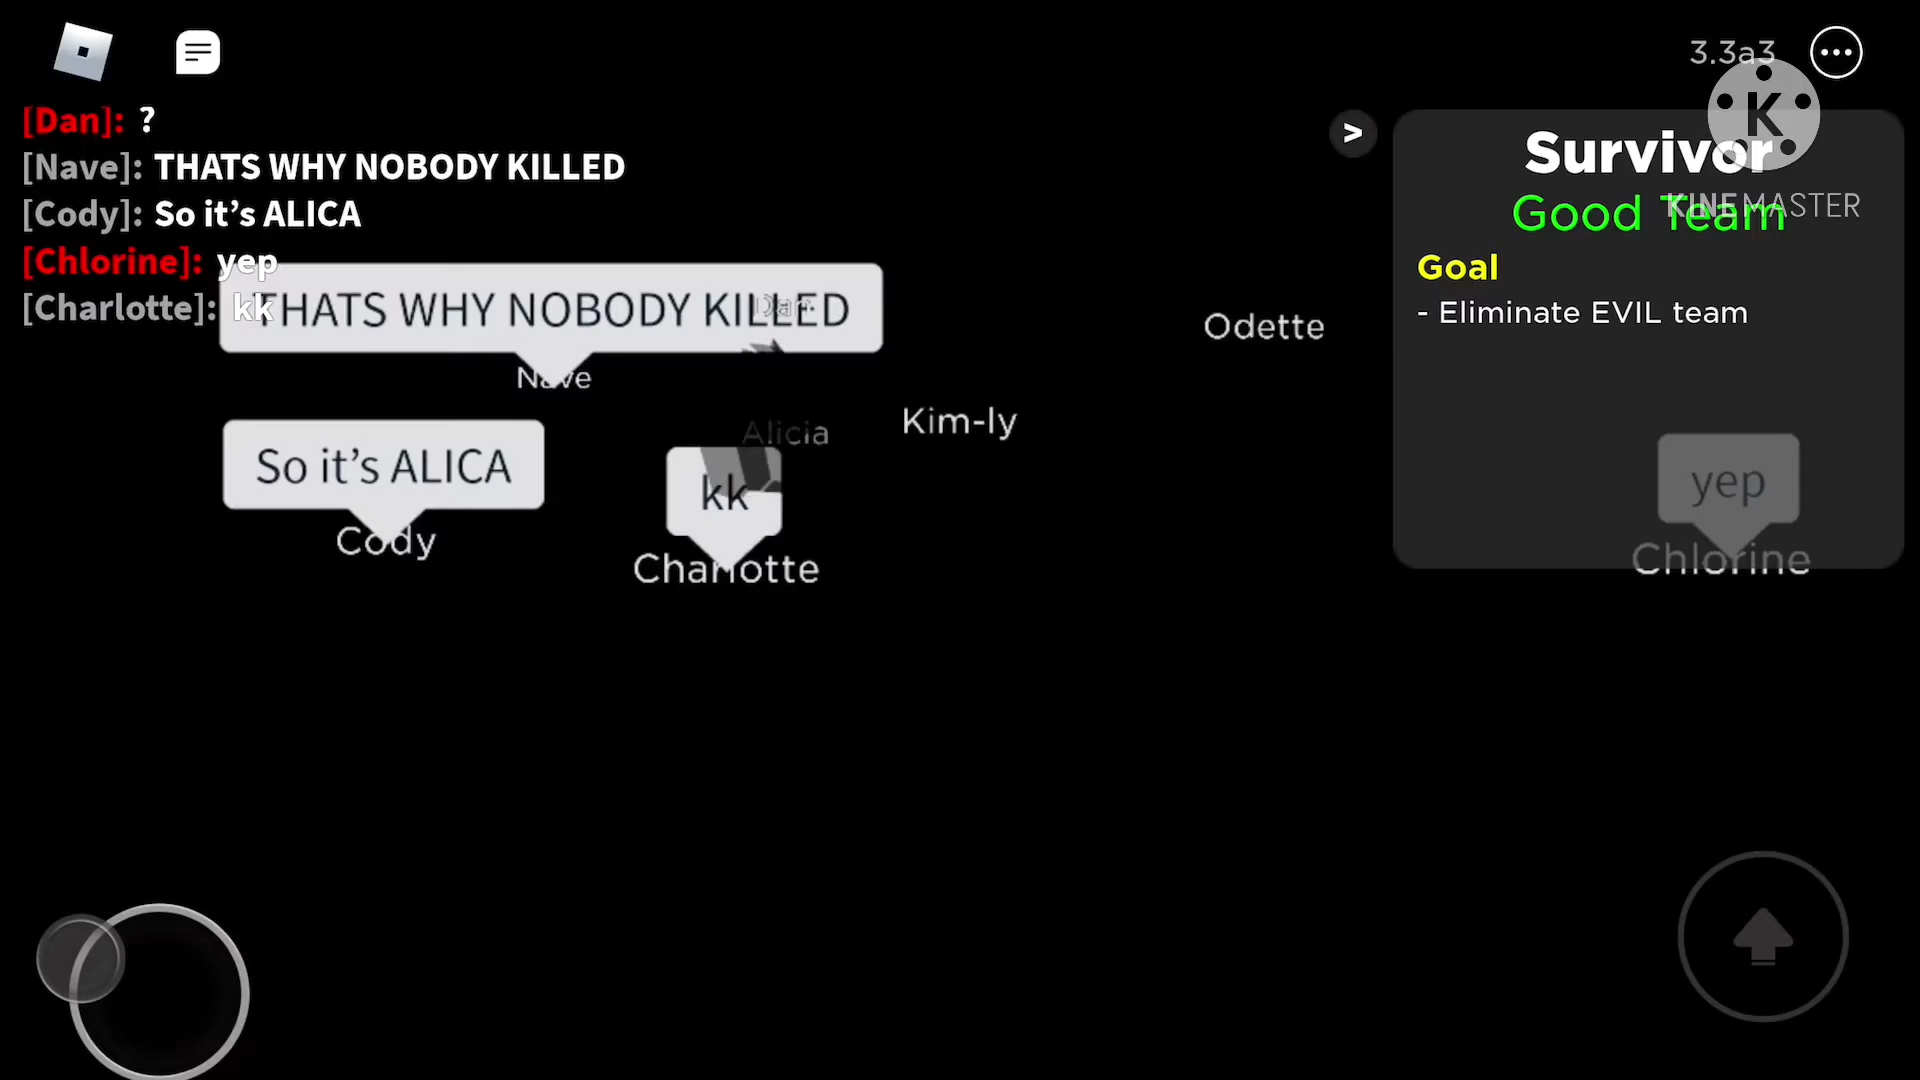 3.3a3
[Dan]: ?
[Nave]: THATS WHY NOBODY KILLED
[Cody]: So it’s ALICA
[Chlorine]: yep
[Charlotte]: kk
THATS WHY NOBODY KILLED
Dan
Nave
So it’s ALICA
Cody
Alicia
kk
Charlotte
Kim-ly
Odette
>
Survivor
Good Team
Goal
- Eliminate EVIL team
yep
Chlorine
K
KINEMASTER